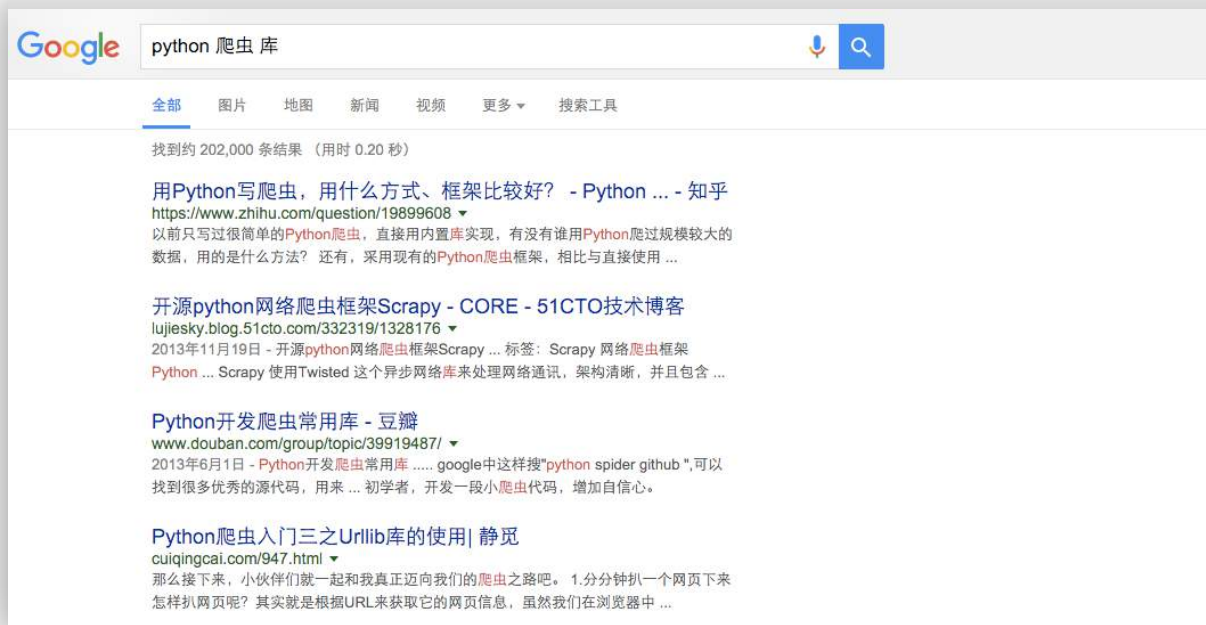 Google
python 爬虫 库
全部 图片 地图 新闻 视频 更多 搜索工具
找到约 202,000 条结果 （用时 0.20 秒）
用Python写爬虫，用什么方式、框架比较好？ - Python ... - 知乎
https://www.zhihu.com/question/19899608
以前只写过很简单的Python爬虫，直接用内置库实现，有没有谁用Python爬过规模较大的
数据，用的是什么方法？ 还有，采用现有的Python爬虫框架，相比与直接使用 ...
开源python网络爬虫框架Scrapy - CORE - 51CTO技术博客
lujiesky.blog.51cto.com/332319/1328176
2013年11月19日 - 开源python网络爬虫框架Scrapy ... 标签：Scrapy 网络爬虫框架
Python ... Scrapy 使用Twisted 这个异步网络库来处理网络通讯，架构清晰，并且包含 ...
Python开发爬虫常用库 - 豆瓣
www.douban.com/group/topic/39919487/
2013年6月1日 - Python开发爬虫常用库 ..... google中这样搜"python spider github ",可以
找到很多优秀的源代码，用来 ... 初学者，开发一段小爬虫代码，增加自信心。
Python爬虫入门三之Urllib库的使用| 静觅
cuiqingcai.com/947.html
那么接下来，小伙伴们就一起和我真正迈向我们的爬虫之路吧。 1.分分钟扒一个网页下来
怎样扒网页呢？其实就是根据URL来获取它的网页信息，虽然我们在浏览器中 ...